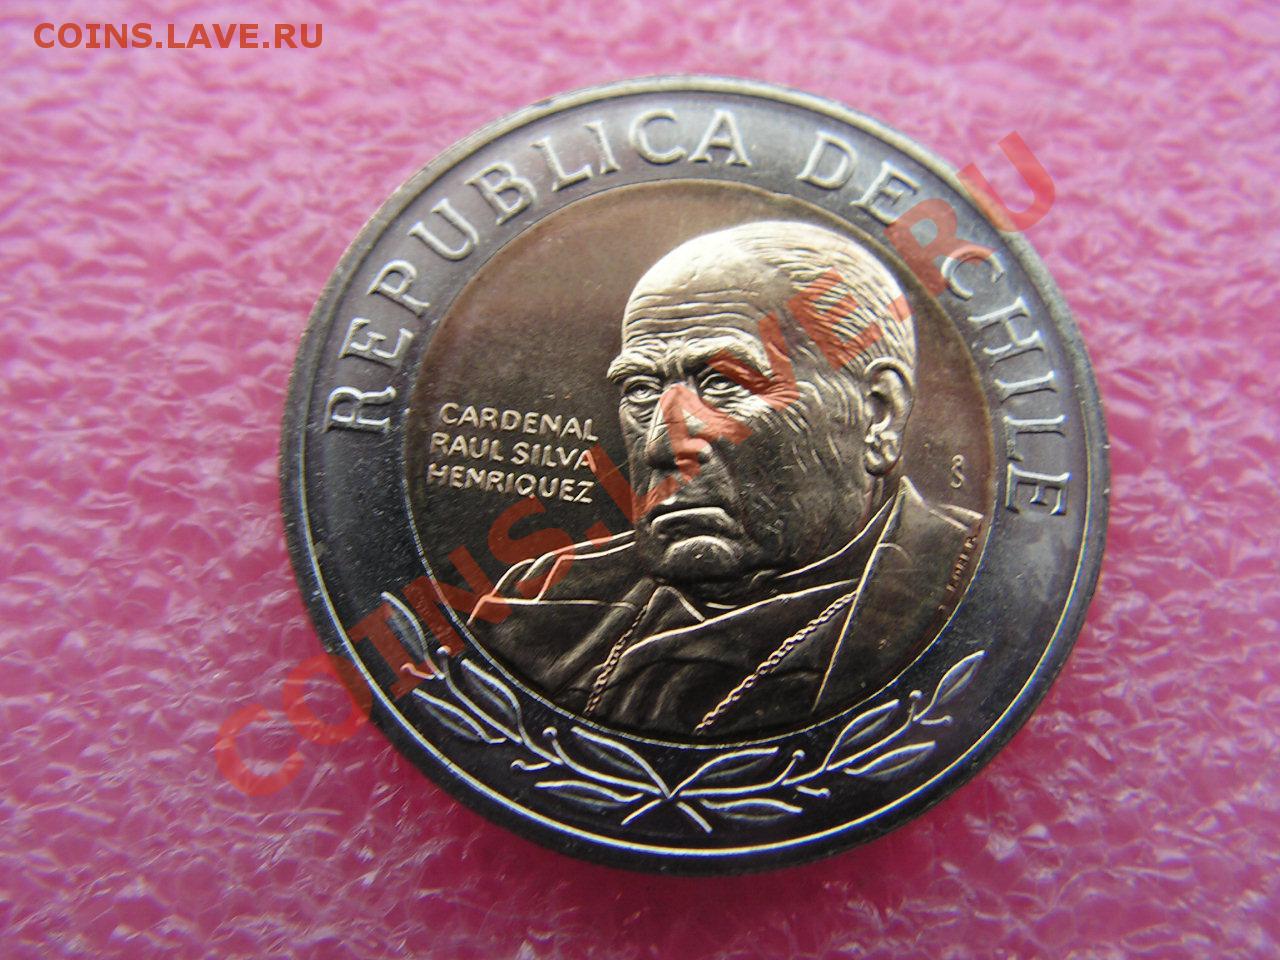 COINS.LAVE.RU
REPUBLICA DE CHILE
CARDENAL
RAUL SILVA
HENRIQUEZ
COINS.LAVE.RU